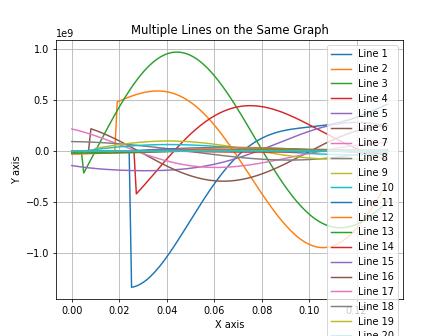 1e9
Multiple Lines on the Same Graph
1.0
0.5
0.0
−0.5
−1.0
Y axis
0.00
0.02
0.04
0.06
0.08
0.10
X axis
Line 1
Line 2
Line 3
Line 4
Line 5
Line 6
Line 7
Line 8
Line 9
Line 10
Line 11
Line 12
Line 13
Line 14
Line 15
Line 16
Line 17
Line 18
Line 19
Line 20